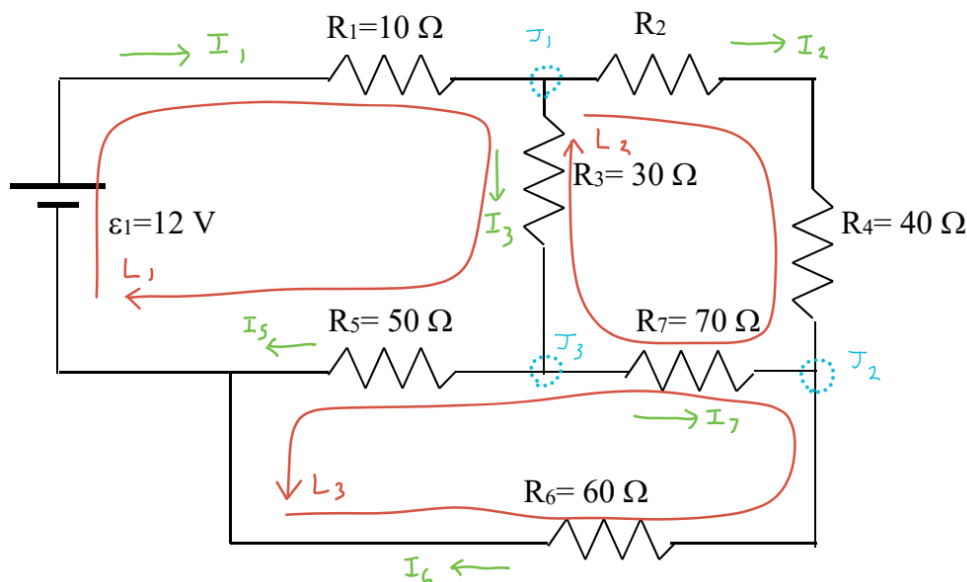 R₁=10 Ω
J₁
R₂
I₁
I₂
L₂
R₃= 30 Ω
ε₁=12 V
I₃
R₄= 40 Ω
L₁
I₅
R₅= 50 Ω
J₃
R₇= 70 Ω
J₂
I₇
L₃
R₆= 60 Ω
I₆